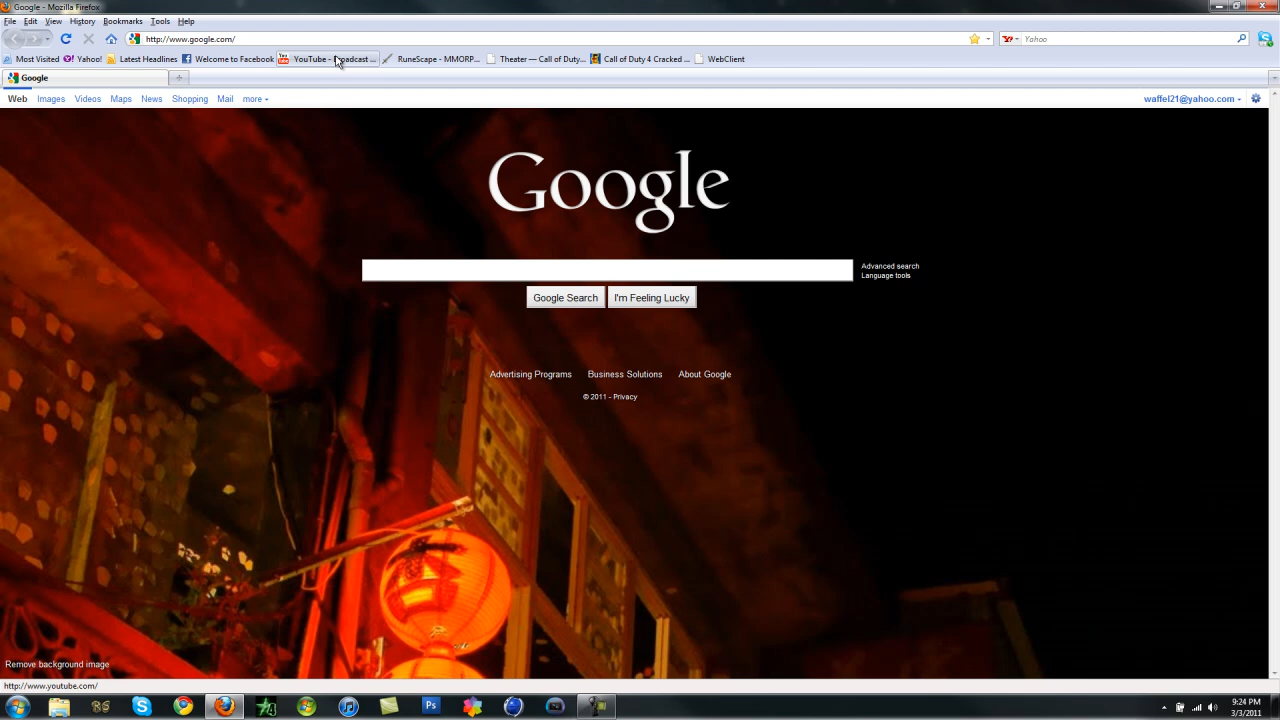 Google - Mozilla Firefox
File Edit View History Bookmarks Tools Help
http://www.google.com/ Yahoo
Most Visited Yahoo! Latest Headlines Welcome to Facebook YouTube - Broadcast ... RuneScape - MMORP... Theater — Call of Duty... Call of Duty 4 Cracked ... WebClient
Google
Web Images Videos Maps News Shopping Mail more waffel21@yahoo.com
Google
Advanced search
Language tools
Google Search I'm Feeling Lucky
Advertising Programs Business Solutions About Google
© 2011 - Privacy
Remove background image
http://www.youtube.com/
Ps
9:24 PM
3/3/2011